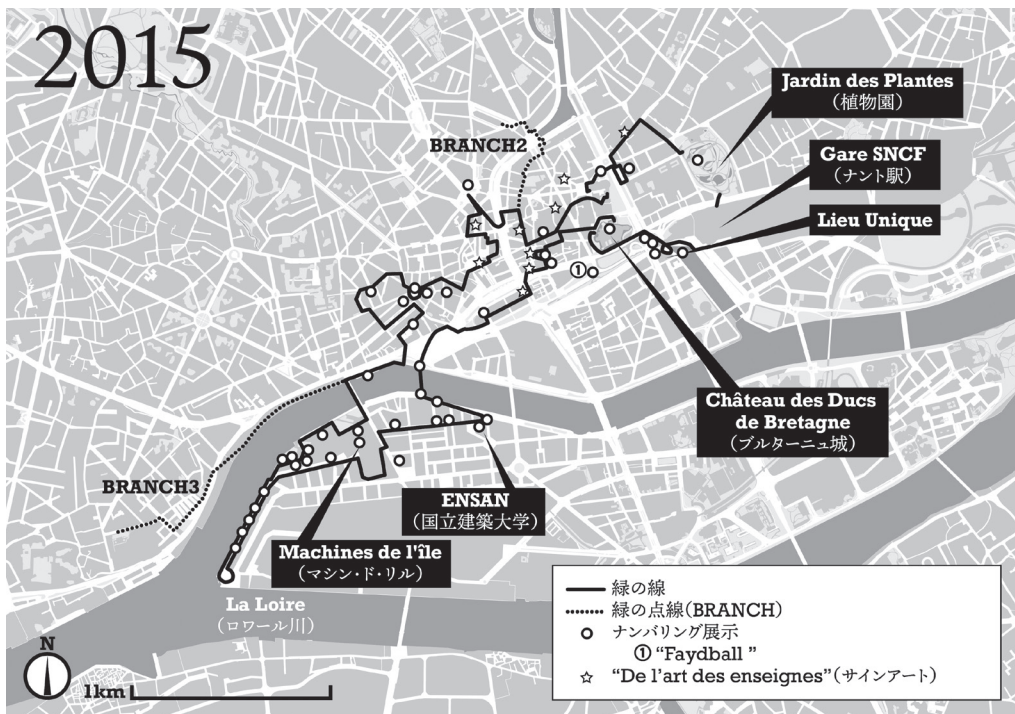 2015
Jardin des Plantes
(植物園)
BRANCH2
Gare SNCF
(ナント駅)
Lieu Unique
①
Château des Ducs
de Bretagne
(ブルターニュ城)
BRANCH3
ENSAN
(国立建築大学)
Machines de l'île
(マシン・ド・リル)
La Loire
(ロワール川)
N
1km
緑の線
緑の点線(BRANCH)
ナンバリング展示
① “Faydball ”
“De l’art des enseignes”(サインアート)